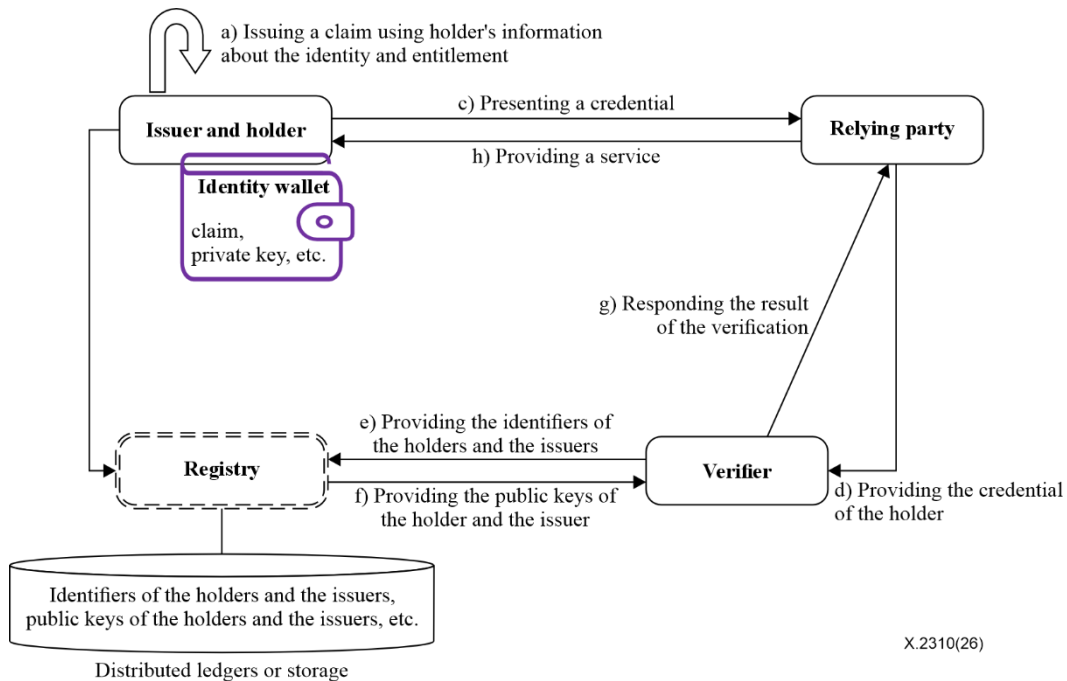 a) Issuing a claim using holder's information
about the identity and entitlement
Issuer and holder
c) Presenting a credential
h) Providing a service
Relying party
Identity wallet
claim,
private key, etc.
g) Responding the result
of the verification
e) Providing the identifiers of
the holders and the issuers
Registry
f) Providing the public keys of
the holder and the issuer
Verifier
d) Providing the credential
of the holder
Identifiers of the holders and the issuers,
public keys of the holders and the issuers, etc.
Distributed ledgers or storage
X.2310(26)